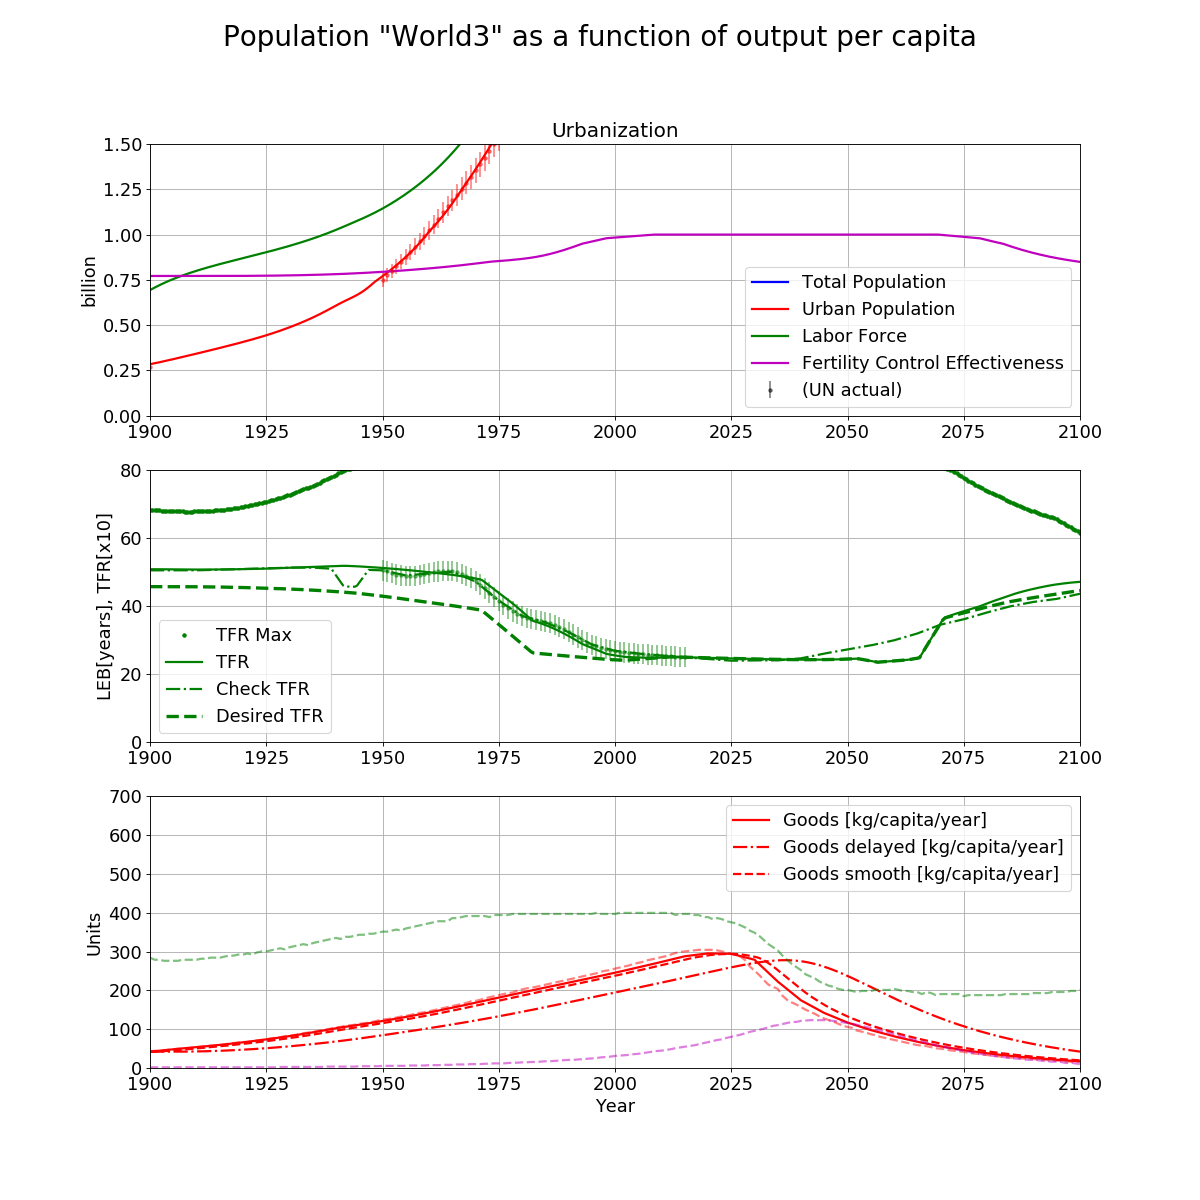 Population "World3" as a function of output per capita
Urbanization
1.50
1.25
1.00
0.75
0.50
0.25
0.00
billion
Total Population
Urban Population
Labor Force
Fertility Control Effectiveness
(UN actual)
1900 1925 1950 1975 2000 2025 2050 2075 2100
80
60
40
20
0
LEB[years], TFR[x10]
TFR Max
TFR
Check TFR
Desired TFR
1900 1925 1950 1975 2000 2025 2050 2075 2100
700
600
500
400
300
200
100
0
Units
Goods [kg/capita/year]
Goods delayed [kg/capita/year]
Goods smooth [kg/capita/year]
1900 1925 1950 1975 2000 2025 2050 2075 2100
Year